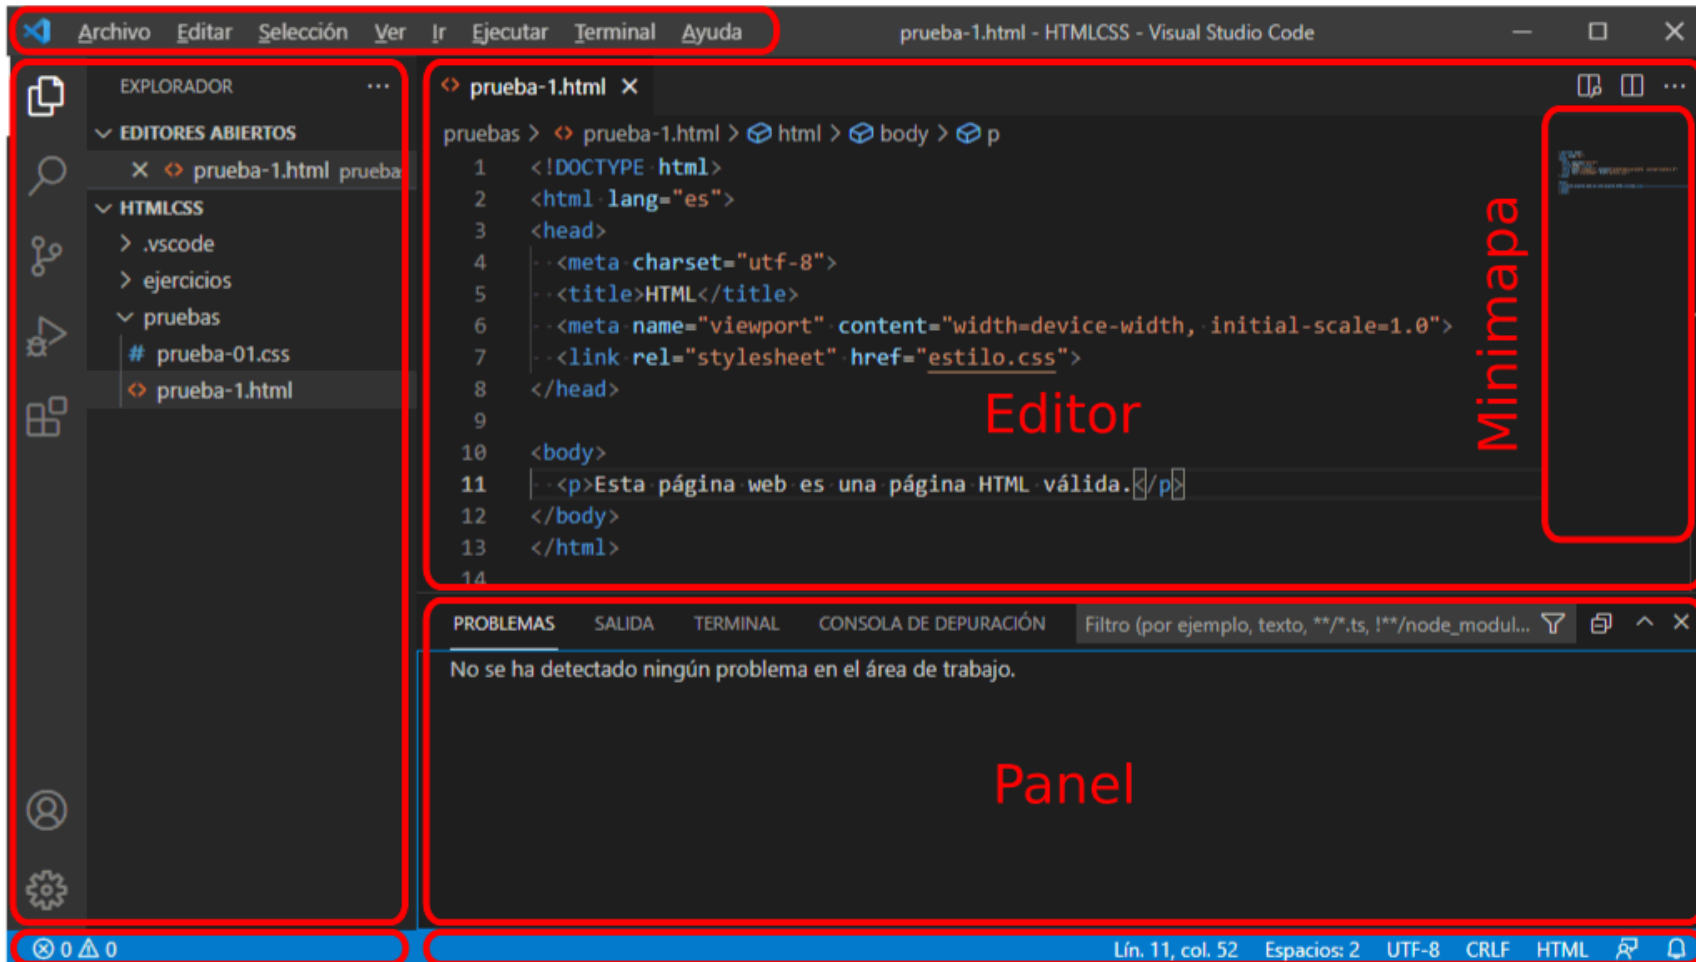 Archivo Editar Selección Ver Ir Ejecutar Terminal Ayuda prueba-1.html - HTMLCSS - Visual Studio Code
EXPLORADOR
EDITORES ABIERTOS
prueba-1.html prueba
HTMLCSS
.vscode
ejercicios
pruebas
# prueba-01.css
prueba-1.html
prueba-1.html
pruebas > prueba-1.html > html > body > p
1 <!DOCTYPE html>
2 <html lang="es">
3 <head>
4 <meta charset="utf-8">
5 <title>HTML</title>
6 <meta name="viewport" content="width=device-width, initial-scale=1.0">
7 <link rel="stylesheet" href="estilo.css">
8 </head>
9
10 <body>
11 <p>Esta página web es una página HTML válida.</p>
12 </body>
13 </html>
14
Editor
Minimapa
PROBLEMAS SALIDA TERMINAL CONSOLA DE DEPURACIÓN Filtro (por ejemplo, texto, **/*.ts, !**/node_modul...
No se ha detectado ningún problema en el área de trabajo.
Panel
0 0 Lín. 11, col. 52 Espacios: 2 UTF-8 CRLF HTML